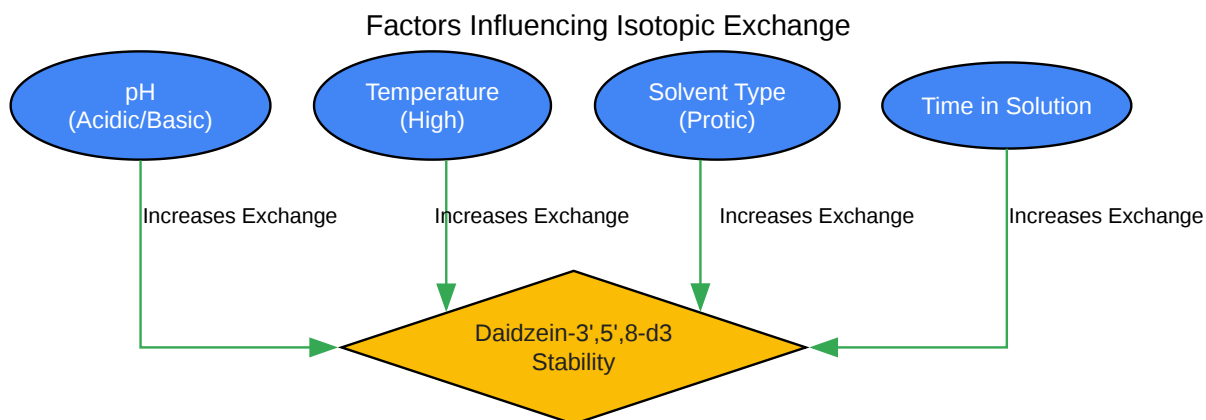 Factors Influencing Isotopic Exchange
pH
(Acidic/Basic)
Temperature
(High)
Solvent Type
(Protic)
Time in Solution
Increases Exchange
Increases Exchange
Increases Exchange
Increases Exchange
Daidzein-3',5',8-d3
Stability